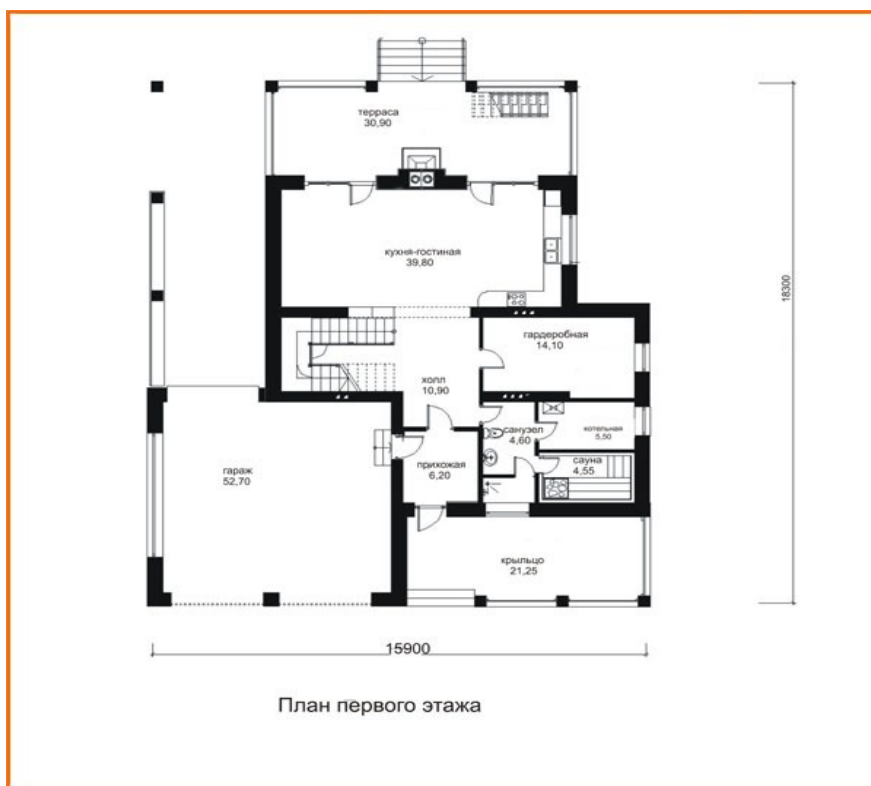 терраса
30,90
кухня-гостиная
39,80
18300
гардеробная
14,10
холл
10,90
санузел
4,60
котельная
5,50
прихожая
6,20
сауна
4,55
гараж
52,70
крыльцо
21,25
15900
План первого этажа